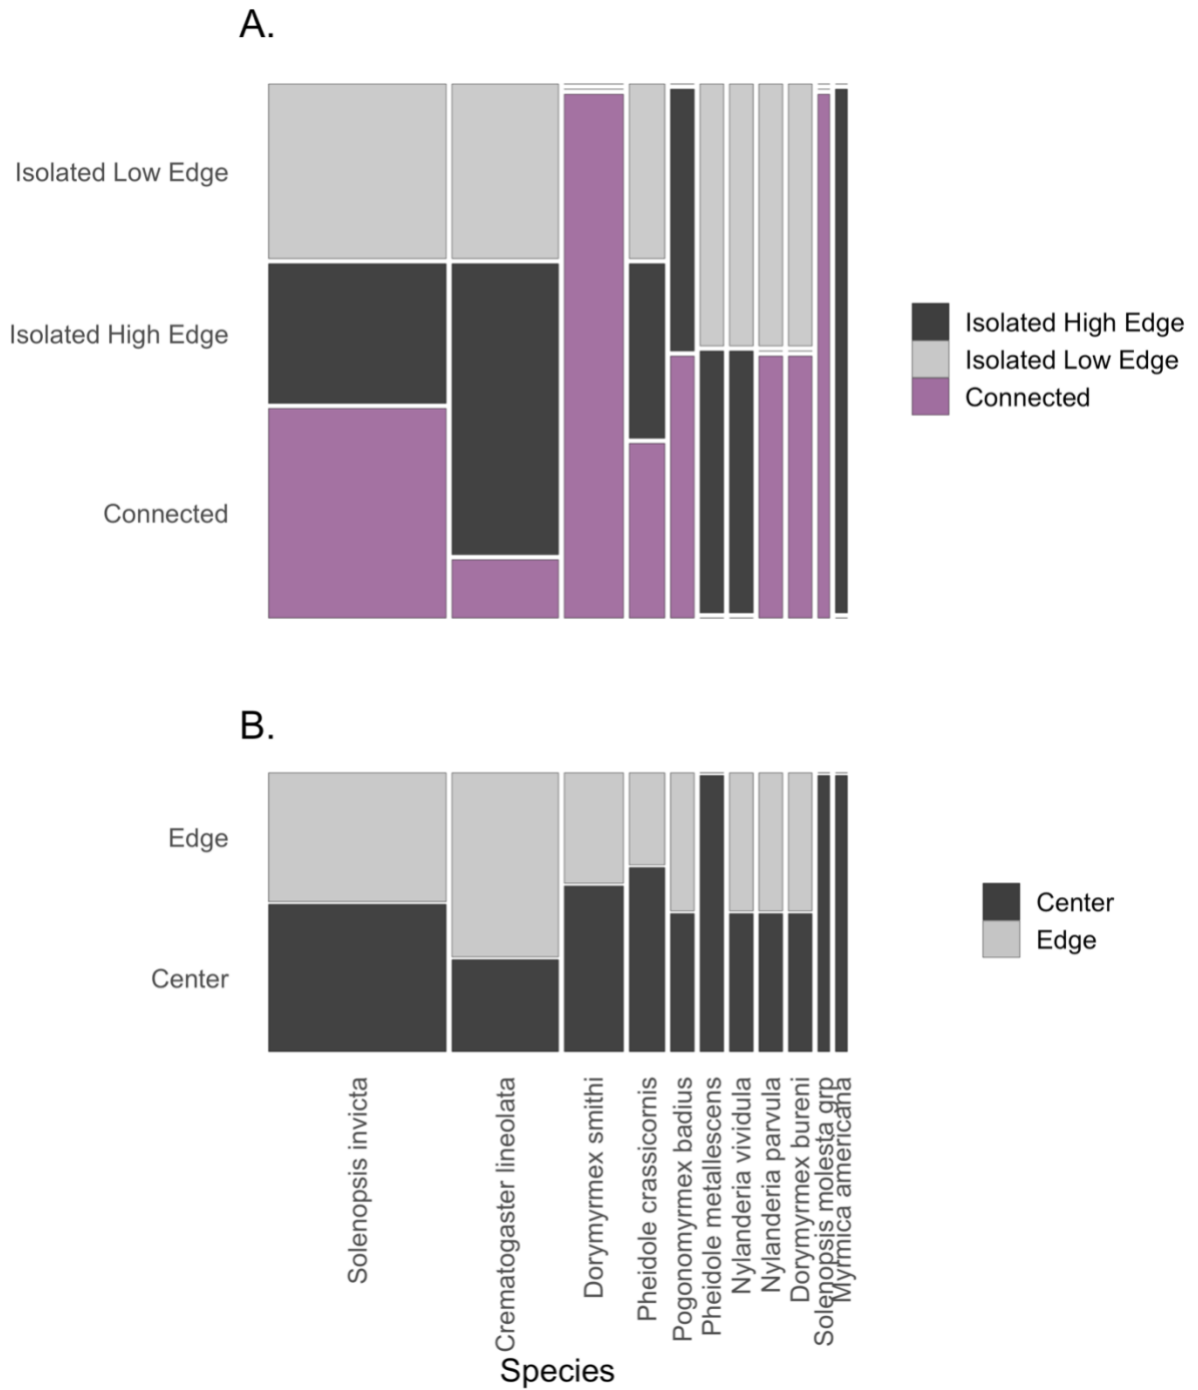 A.
Isolated Low Edge
Isolated High Edge
Connected
Isolated High Edge
Isolated Low Edge
Connected
B.
Edge
Center
Center
Edge
Solenopsis invicta
Crematogaster lineolata
Dorymyrmex smithi
Pheidole crassicornis
Pogonomyrmex badius
Pheidole metallescens
Nylanderia vividula
Nylanderia parvula
Dorymyrmex bureni
Solenopsis molesta grp
Myrmica americana
Species